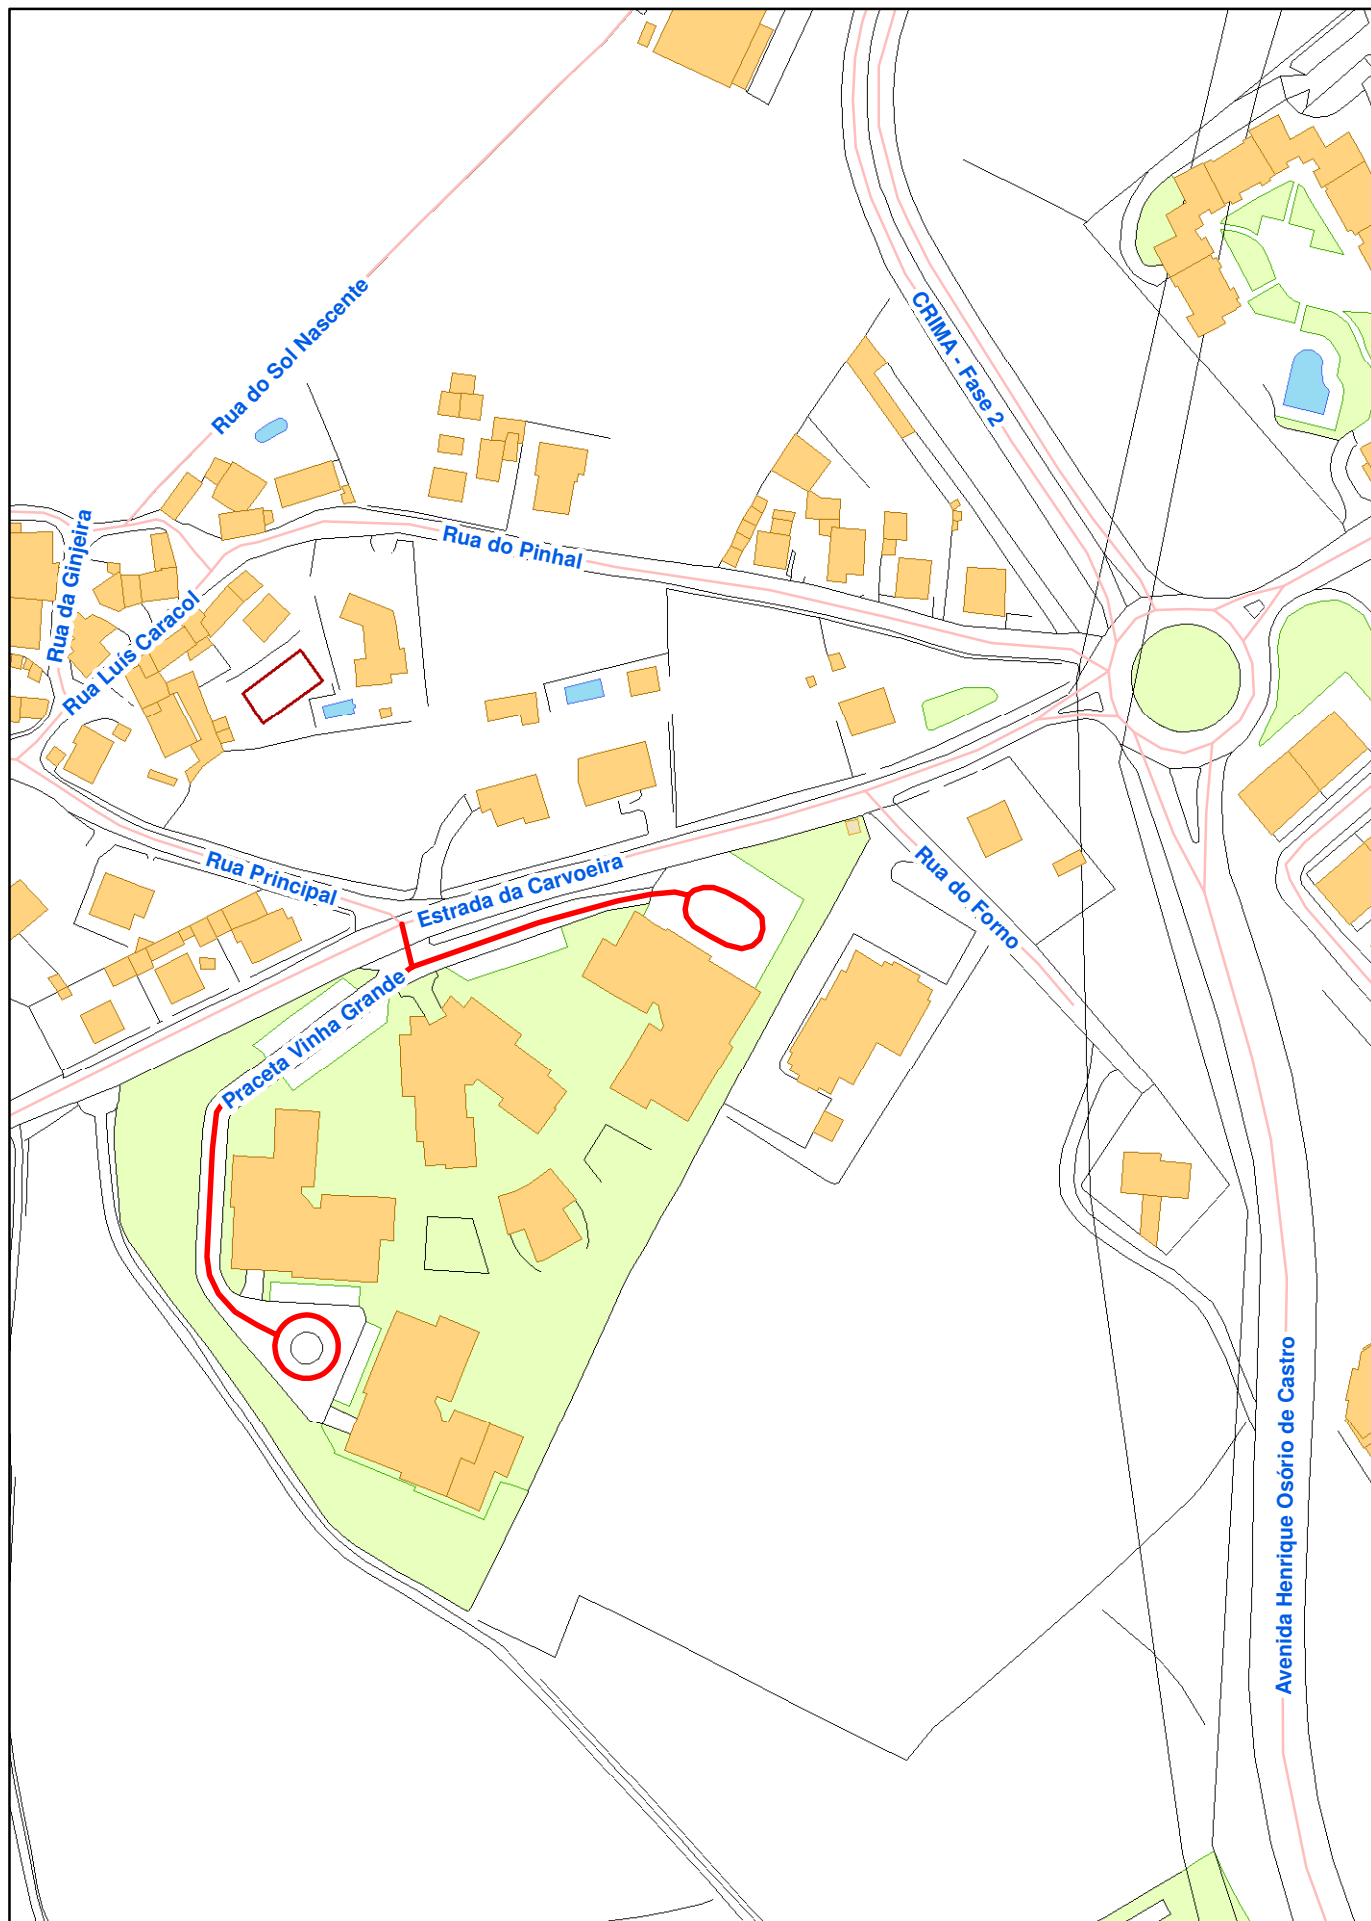 Rua do Sol Nascente
CRIMA - Fase 2
Rua da Ginjeira
Rua do Pinhal
Rua Luís Caracol
Rua Principal
Estrada da Carvoeira
Rua do Forno
Praceta Vinha Grande
Avenida Henrique Osório de Castro